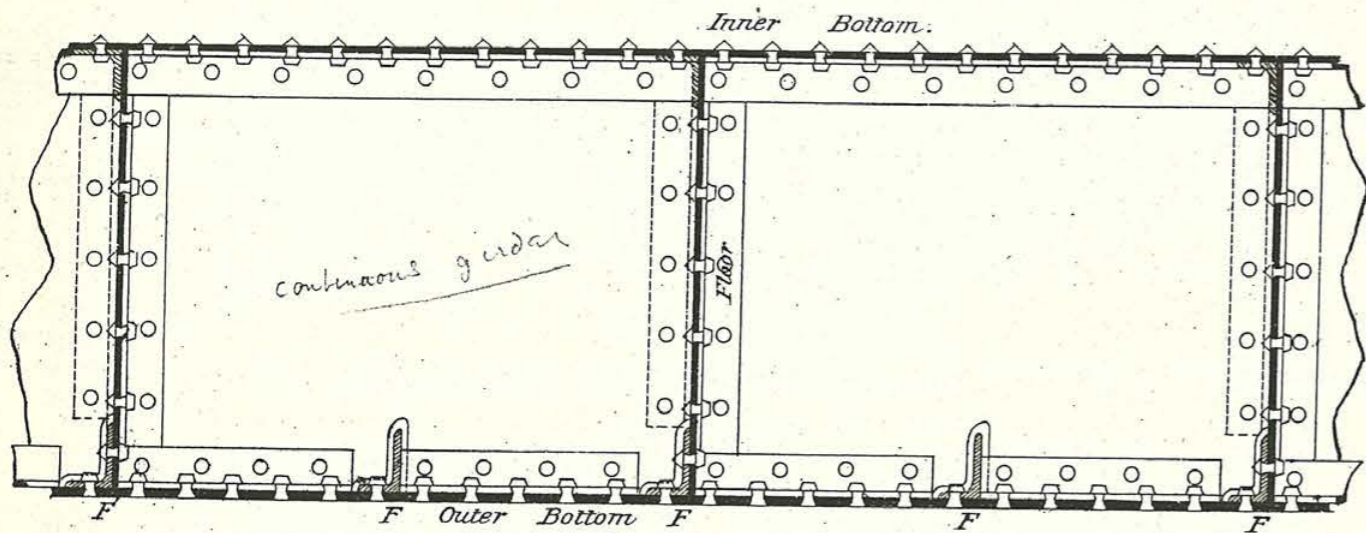 Inner Bottom.
continuous girder
Floor
F F Outer Bottom F F F